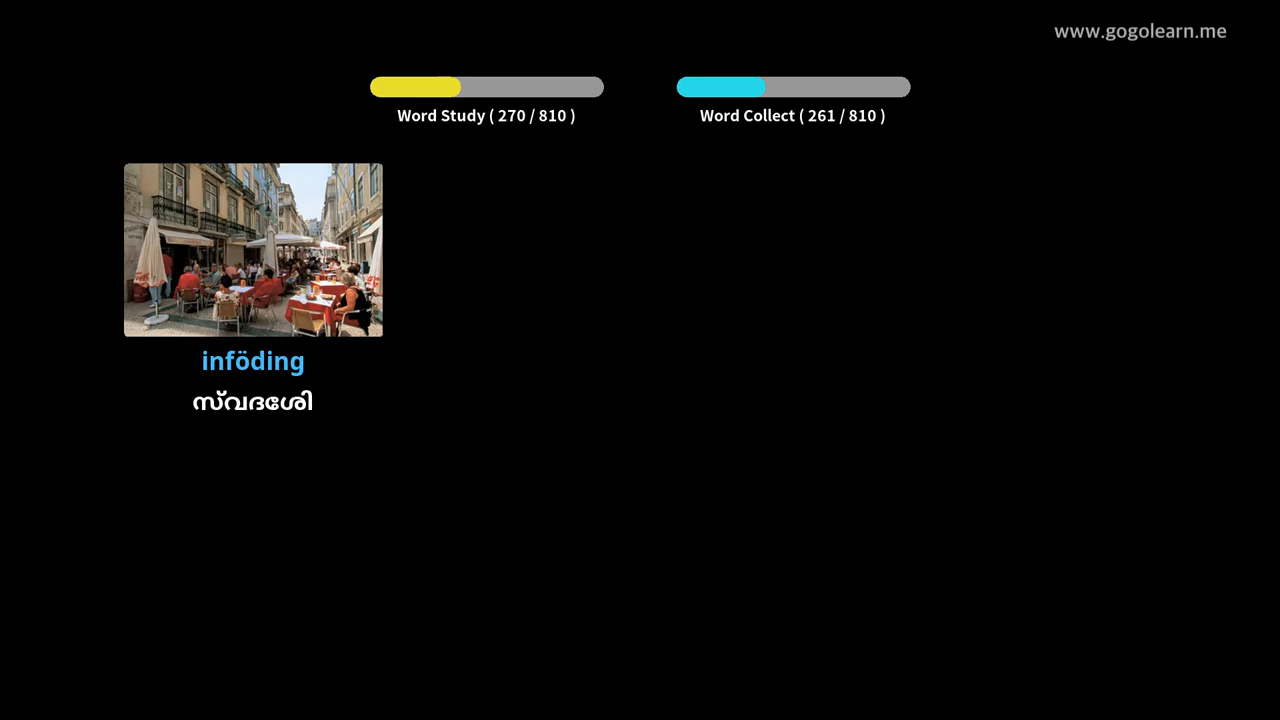 www.gogolearn.me
Word Study ( 270 / 810 )
Word Collect ( 261 / 810 )
inföding
സ്വദേശി